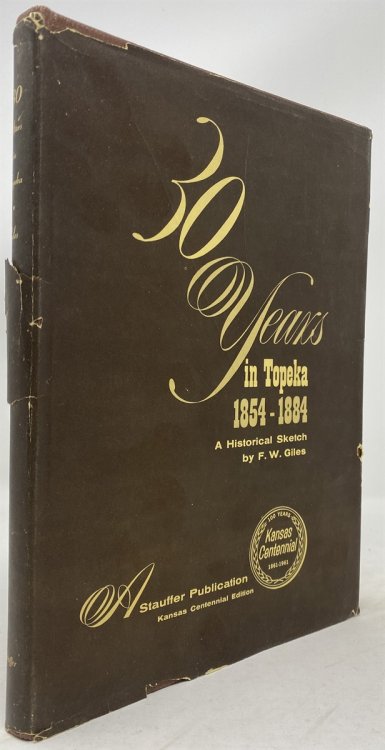 30
Years
in Topeka
1854 - 1884
A Historical Sketch
by F. W. Giles
100 YEARS
Kansas
Centennial
1861-1961
A Stauffer Publication
Kansas Centennial Edition